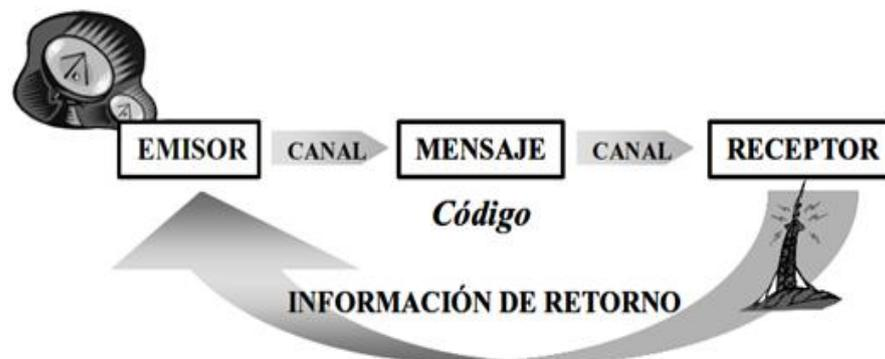 EMISOR CANAL MENSAJE CANAL RECEPTOR
Código
INFORMACIÓN DE RETORNO